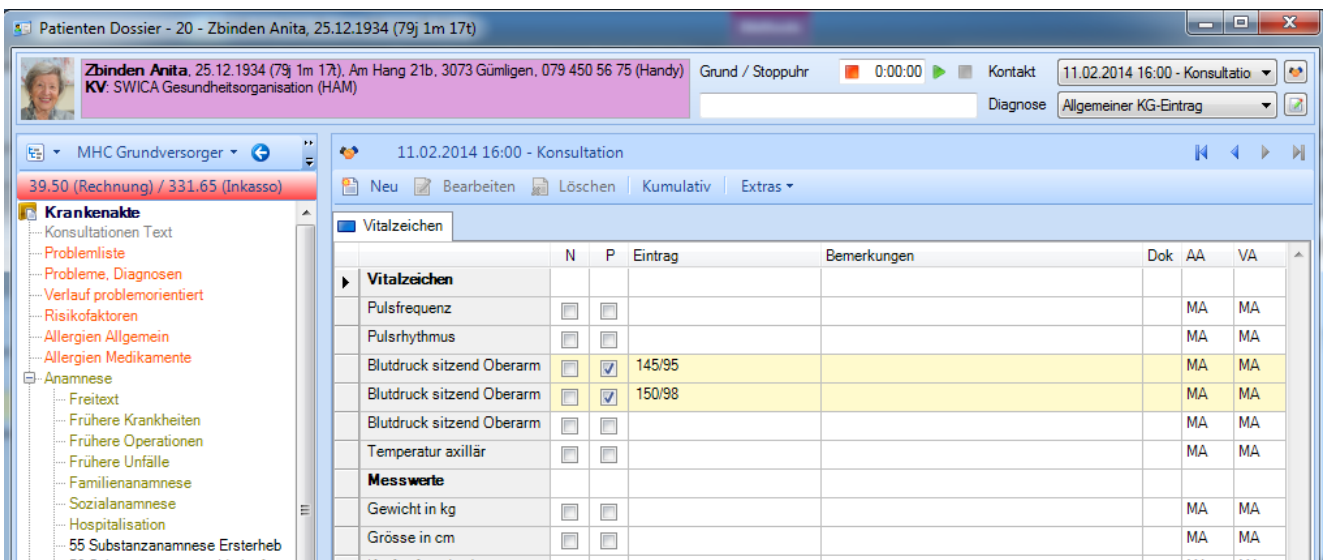 Patienten Dossier - 20 - Zbinden Anita, 25.12.1934 (79j 1m 17t)
Zbinden Anita, 25.12.1934 (79j 1m 17t), Am Hang 21b, 3073 Gümligen, 079 450 56 75 (Handy)
KV: SWICA Gesundheitsorganisation (HAM)
Grund / Stoppuhr 0:00:00 Kontakt 11.02.2014 16:00 - Konsultatio
Diagnose Allgemeiner KG-Eintrag
MHC Grundversorger
39.50 (Rechnung) / 331.65 (Inkasso)
Krankenakte
Konsultationen Text
Problemliste
Probleme, Diagnosen
Verlauf problemorientiert
Risikofaktoren
Allergien Allgemein
Allergien Medikamente
Anamnese
Freitext
Frühere Krankheiten
Frühere Operationen
Frühere Unfälle
Familienanamnese
Sozialanamnese
Hospitalisation
55 Substanzanamnese Ersterheb
11.02.2014 16:00 - Konsultation
Neu Bearbeiten Löschen Kumulativ Extras
Vitalzeichen
N P Eintrag Bemerkungen Dok AA VA
Vitalzeichen
Pulsfrequenz MA MA
Pulsrhythmus MA MA
Blutdruck sitzend Oberarm 145/95 MA MA
Blutdruck sitzend Oberarm 150/98 MA MA
Blutdruck sitzend Oberarm MA MA
Temperatur axillär MA MA
Messwerte
Gewicht in kg MA MA
Grösse in cm MA MA